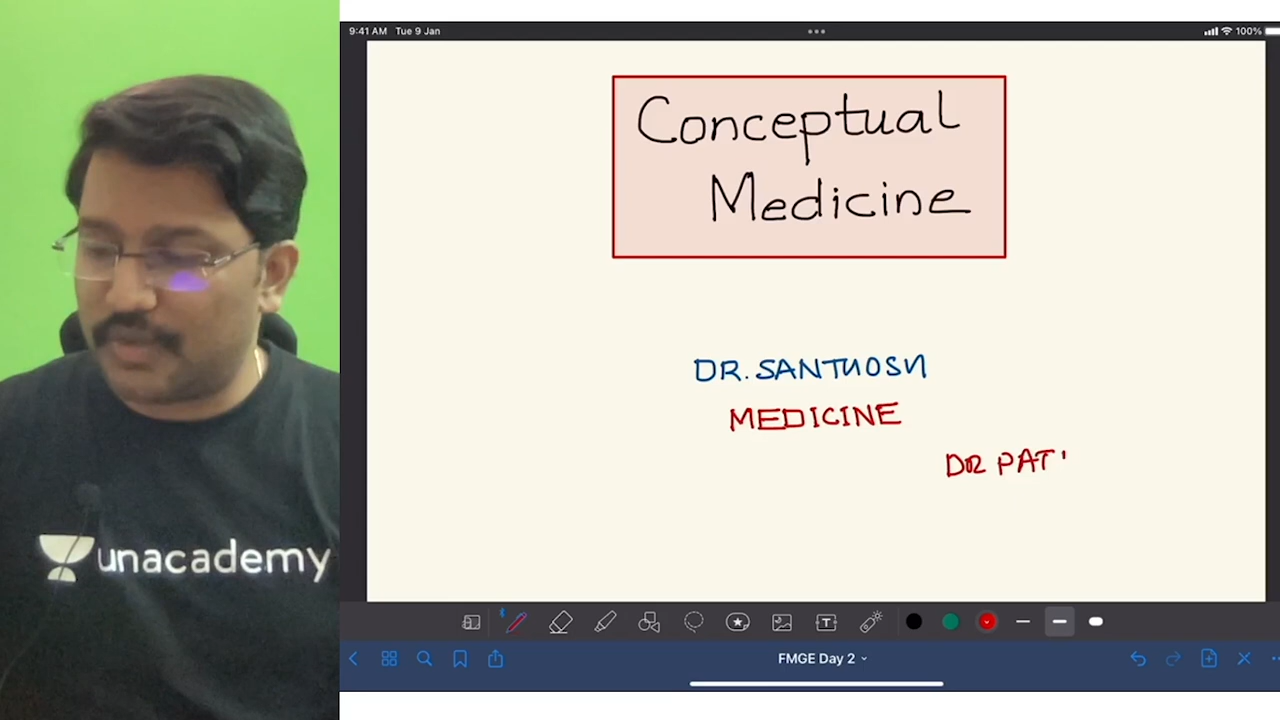 9:41 AM Tue 9 Jan
100%
Conceptual
Medicine
DR. SANTHOSH
MEDICINE
DR PAT
unacademy
T
FMGE Day 2